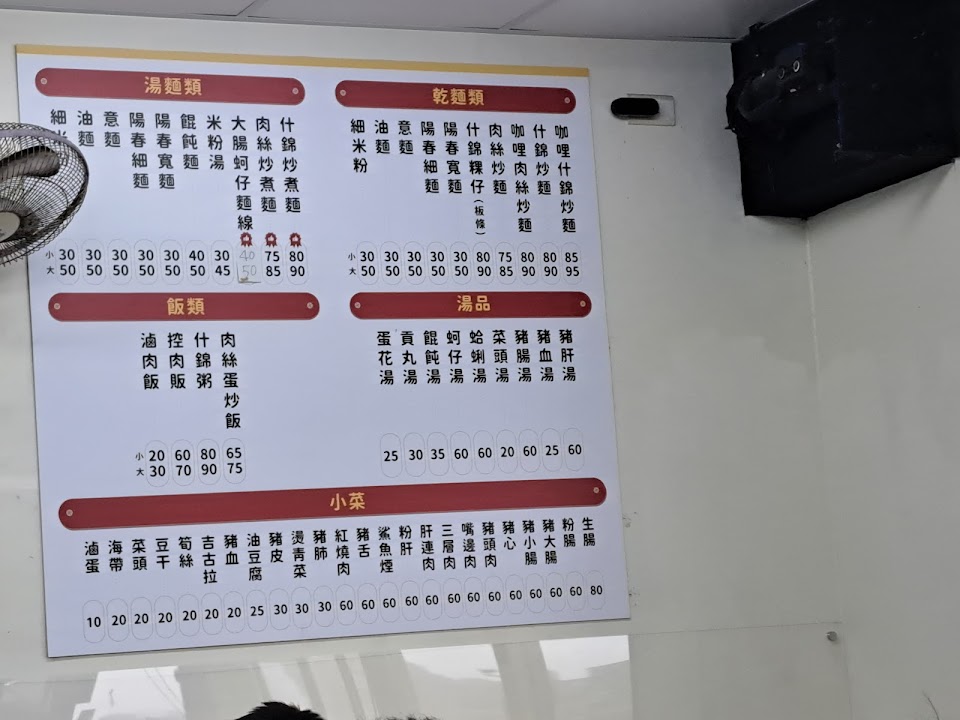 湯麵類
細米
油麵
意麵
陽春細麵
陽春寬麵
餛飩麵
米粉湯
大腸蚵仔麵線
肉絲炒煮麵
什錦炒煮麵
小 30 30 30 30 30 40 30 40 75 80
大 50 50 50 50 50 50 45 50 85 90
乾麵類
細米粉
油麵
意麵
陽春細麵
陽春寬麵
什錦粿仔(板條)
肉絲炒麵
咖哩肉絲炒麵
什錦炒麵
咖哩什錦炒麵
小 30 30 30 30 30 80 75 80 80 85
大 50 50 50 50 50 90 85 90 90 95
飯類
滷肉飯
控肉販
什錦粥
肉絲蛋炒飯
小 20 60 80 65
大 30 70 90 75
湯品
蛋花湯
貢丸湯
餛飩湯
蚵仔湯
蛤蜊湯
菜頭湯
豬腸湯
豬血湯
豬肝湯
25 30 35 60 60 20 60 25 60
小菜
滷蛋
海帶
菜頭
豆干
筍絲
吉古拉
豬血
油豆腐
豬皮
燙青菜
豬肺
紅燒肉
豬舌
鯊魚煙
粉肝
肝連肉
三層肉
嘴邊肉
豬頭肉
豬心
豬小腸
豬大腸
粉腸
生腸
10 20 20 20 20 20 20 25 30 30 30 60 60 60 60 60 60 60 60 60 60 60 60 80